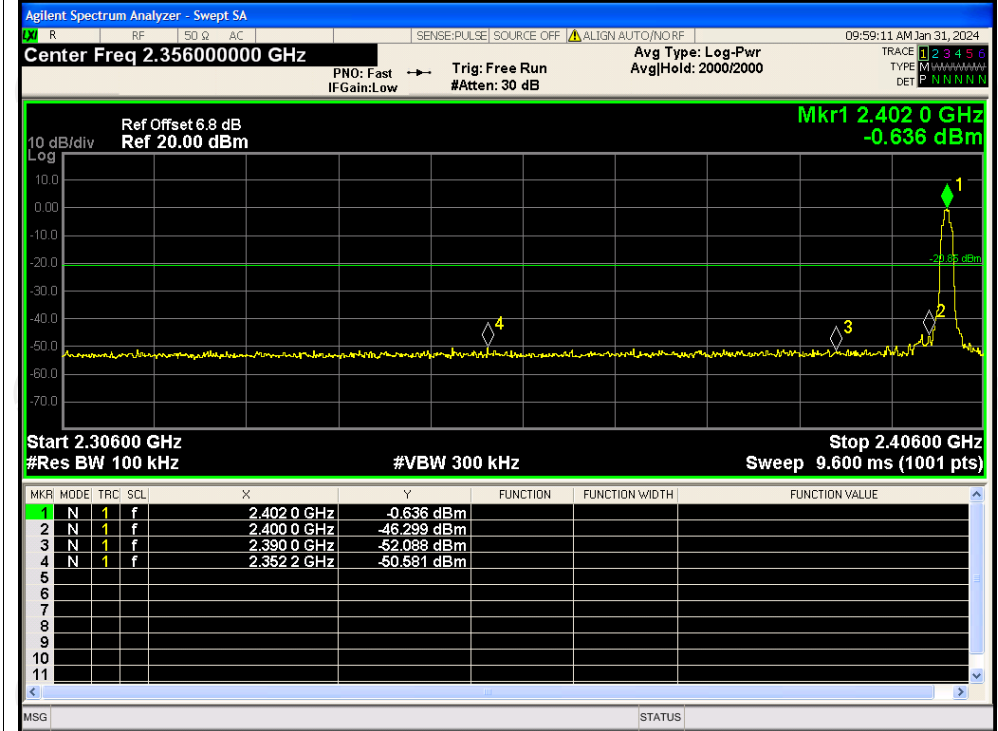 Agilent Spectrum Analyzer - Swept SA
LXI R RF 50 Ω AC SENSE:PULSE SOURCE OFF ALIGN AUTO/NO RF 09:59:11 AM Jan 31, 2024
Center Freq 2.356000000 GHz Avg Type: Log-Pwr TRACE 1 2 3 4 5 6
PNO: Fast Trig: Free Run Avg|Hold: 2000/2000 TYPE M
IFGain:Low #Atten: 30 dB DET P N N N N N
Mkr1 2.402 0 GHz
Ref Offset 6.8 dB
10 dB/div Ref 20.00 dBm -0.636 dBm
Log
10.0
1
0.00
-10.0
-20.0
-30.0
-40.0
2
4
3
-50.0
-60.0
-70.0
Start 2.30600 GHz Stop 2.40600 GHz
#Res BW 100 kHz #VBW 300 kHz Sweep 9.600 ms (1001 pts)
MKR MODE TRC SCL X Y FUNCTION FUNCTION WIDTH FUNCTION VALUE
1 N 1 f 2.402 0 GHz -0.636 dBm
2 N 1 f 2.400 0 GHz -46.299 dBm
3 N 1 f 2.390 0 GHz -52.088 dBm
4 N 1 f 2.352 2 GHz -50.581 dBm
5
6
7
8
9
10
11
MSG STATUS